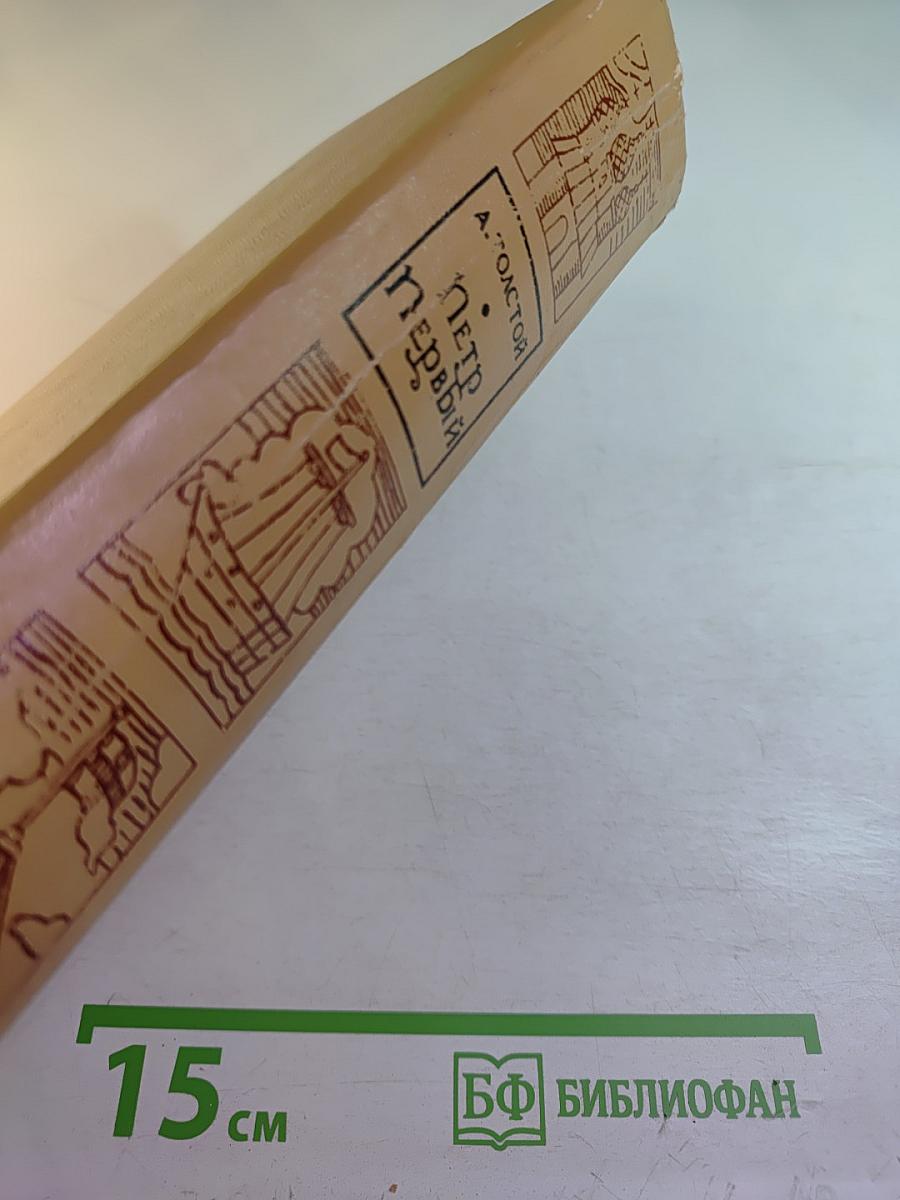 А. ТОЛСТОЙ
ПЕТР
ПЕРВЫЙ
15 см
БФ БИБЛИОФАН